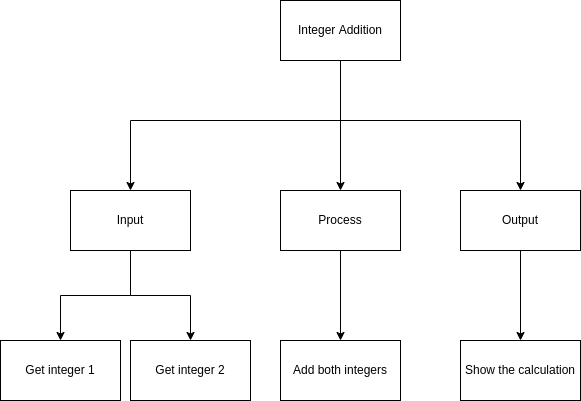 Integer Addition
Input
Process
Output
Get integer 1
Get integer 2
Add both integers
Show the calculation